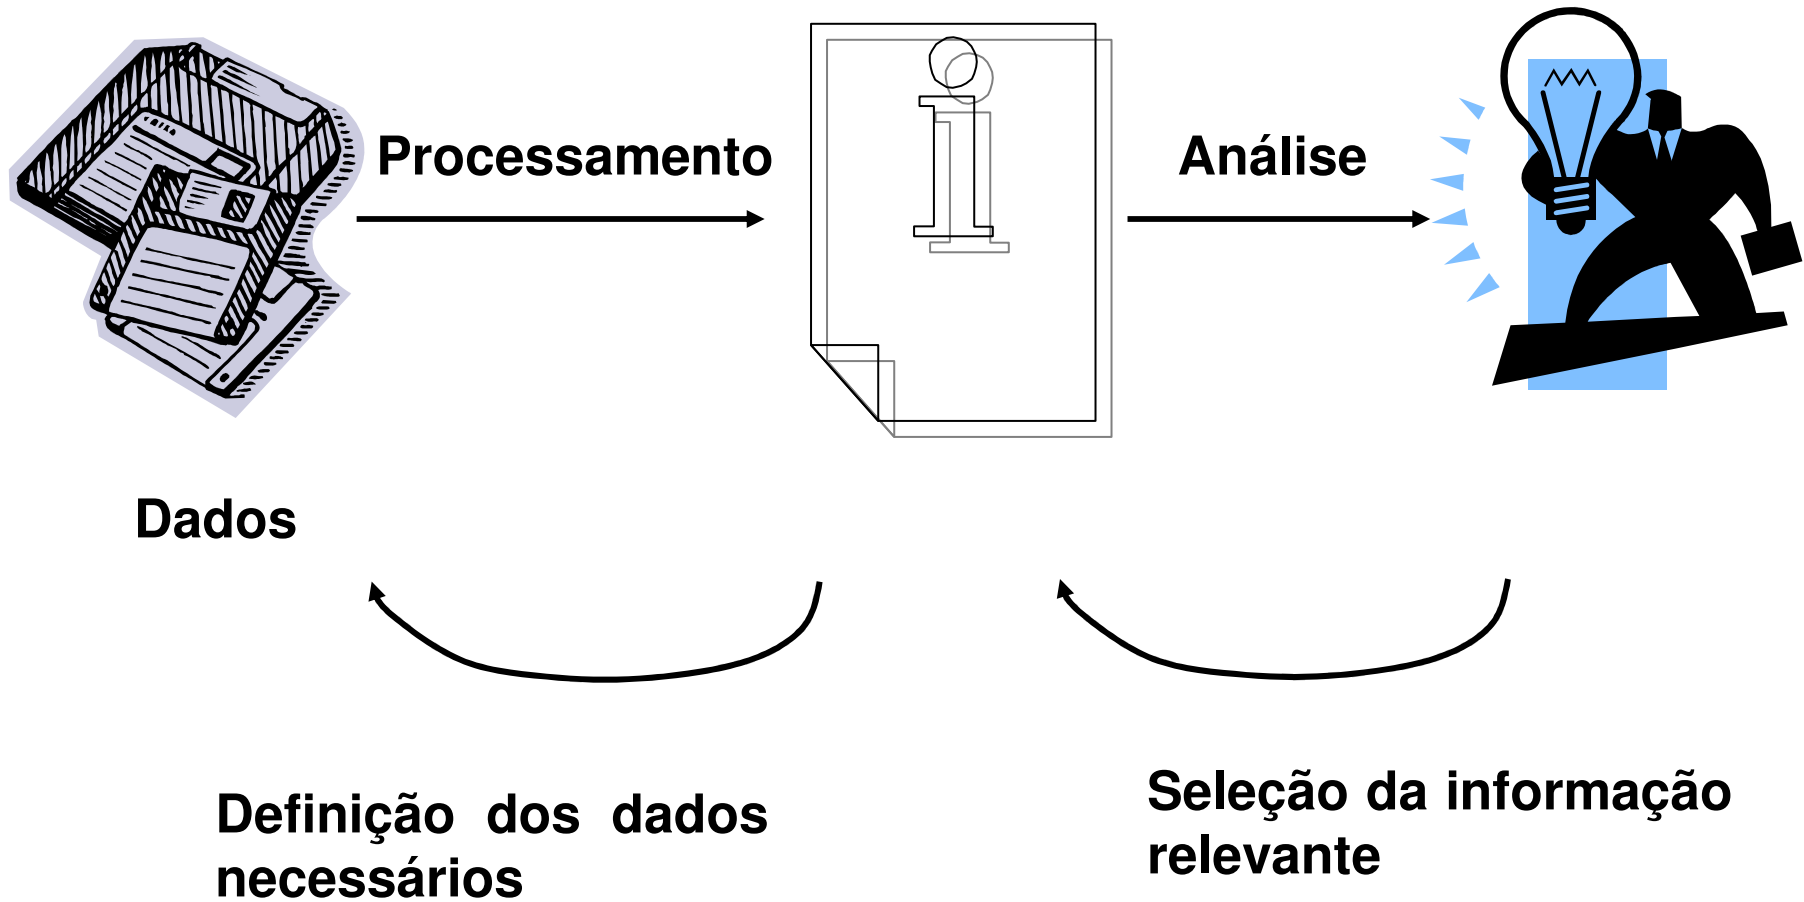 Processamento
Análise
Dados
Definição dos dados
necessários
Seleção da informação
relevante